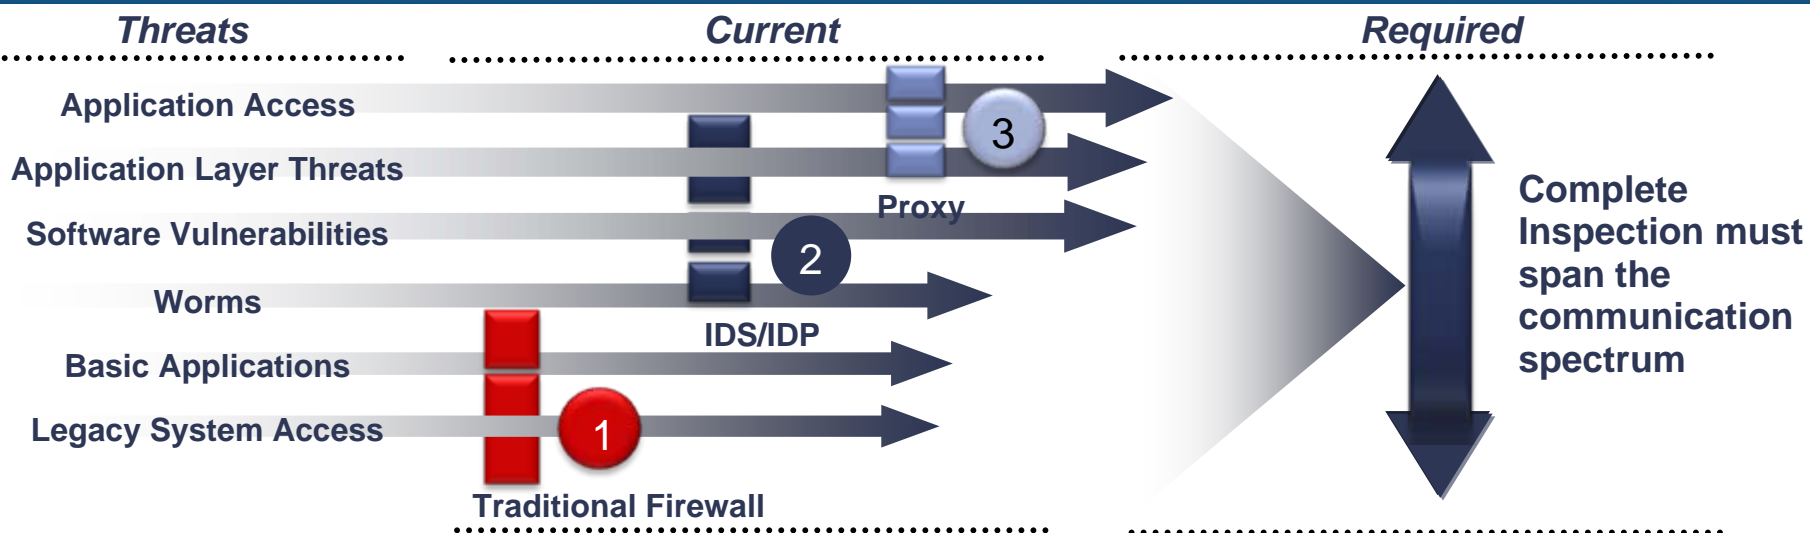 Threats
Current
Required
Application Access
3
Application Layer Threats
Proxy
Software Vulnerabilities
2
Worms
IDS/IDP
Basic Applications
Legacy System Access
1
Traditional Firewall
Complete
Inspection must
span the
communication
spectrum